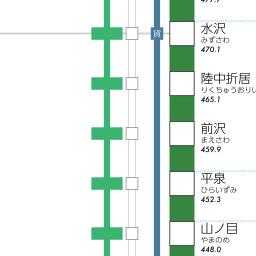 水沢
みずさわ
470.1
貨
陸中折居
りくちゅうおりい
465.1
前沢
まえさわ
459.9
平泉
ひらいずみ
452.3
山ノ目
やまのめ
448.0